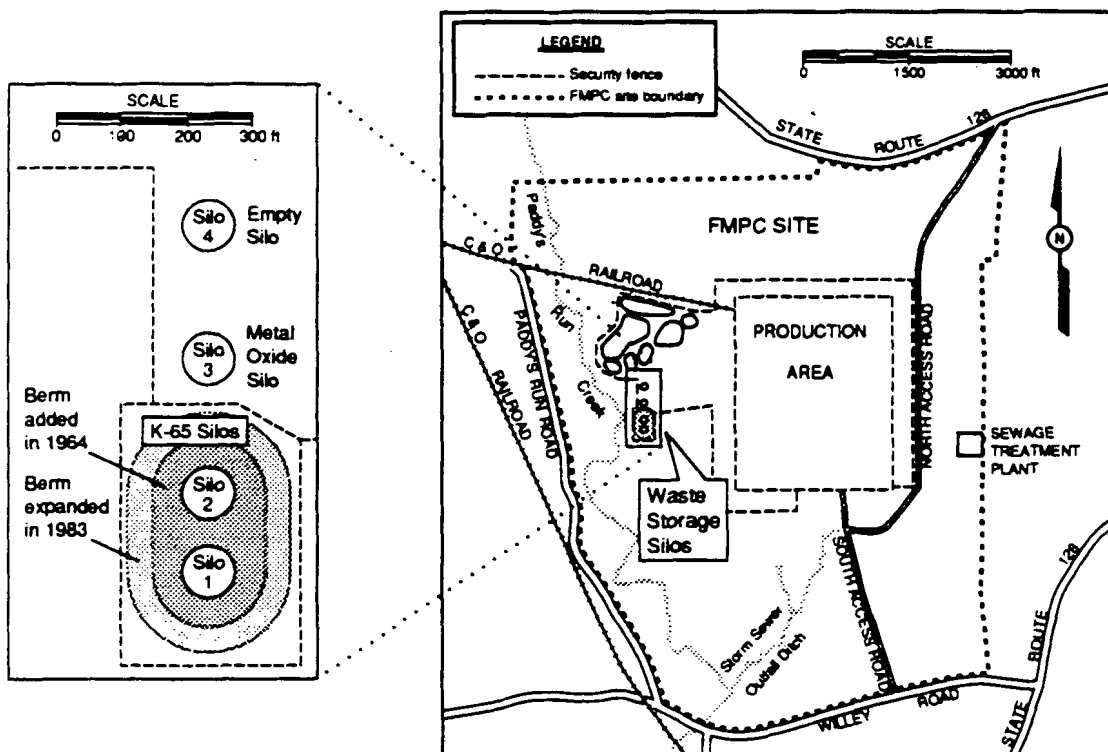 SCALE
0 100 200 300 ft
Silo
4
Empty
Silo
Silo
3
Metal
Oxide
Silo
Berm
added
in 1964
K-65 Silos
Berm
expanded
in 1983
Silo
2
Silo
1
LEGEND
Security fence
FMPC site boundary
SCALE
0 1500 3000 ft
STATE ROUTE 128
Paddy's Run Creek
FMPC SITE
C & O RAILROAD
C & O RAILROAD
PADDY'S RUN ROAD
PRODUCTION
AREA
NORTH ACCESS ROAD
N
SEWAGE
TREATMENT
PLANT
Waste
Storage
Silos
SOUTH ACCESS ROAD
Storm Sewer
Outfall Ditch
WILLEY ROAD
STATE ROUTE 128